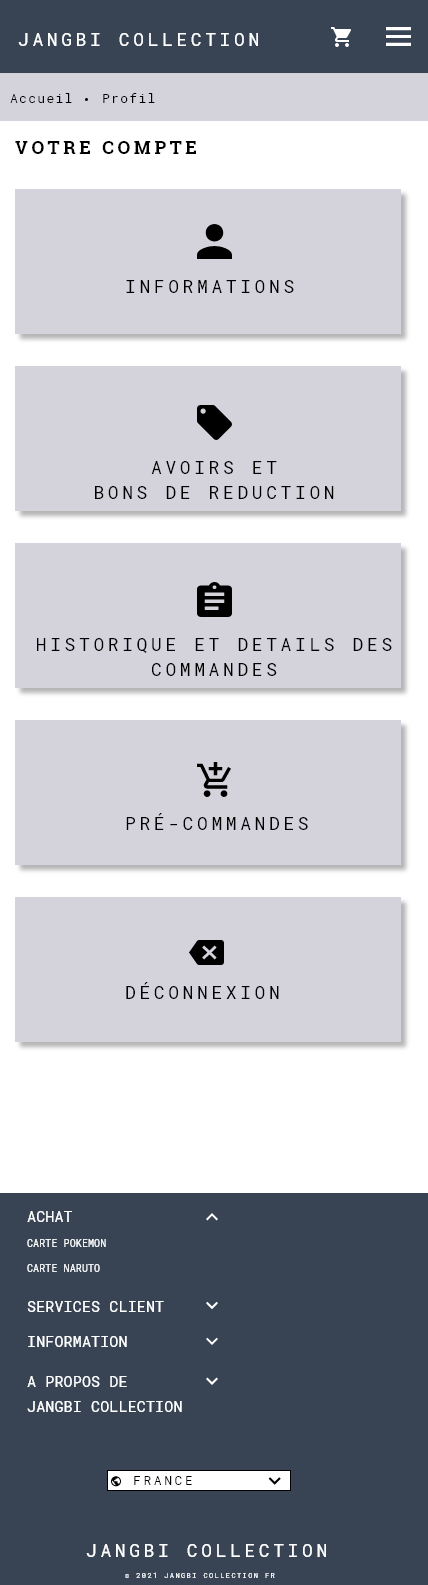 JANGBI COLLECTION
Accueil • Profil
VOTRE COMPTE
INFORMATIONS
AVOIRS ET
BONS DE REDUCTION
HISTORIQUE ET DETAILS DES
COMMANDES
PRÉ-COMMANDES
DÉCONNEXION
ACHAT
CARTE POKEMON
CARTE NARUTO
SERVICES CLIENT
INFORMATION
A PROPOS DE
JANGBI COLLECTION
FRANCE
JANGBI COLLECTION
© 2021 JANGBI COLLECTION FR